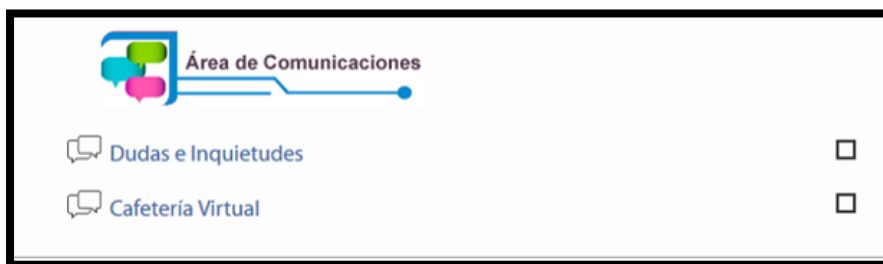 Área de Comunicaciones
Dudas e Inquietudes
Cafetería Virtual